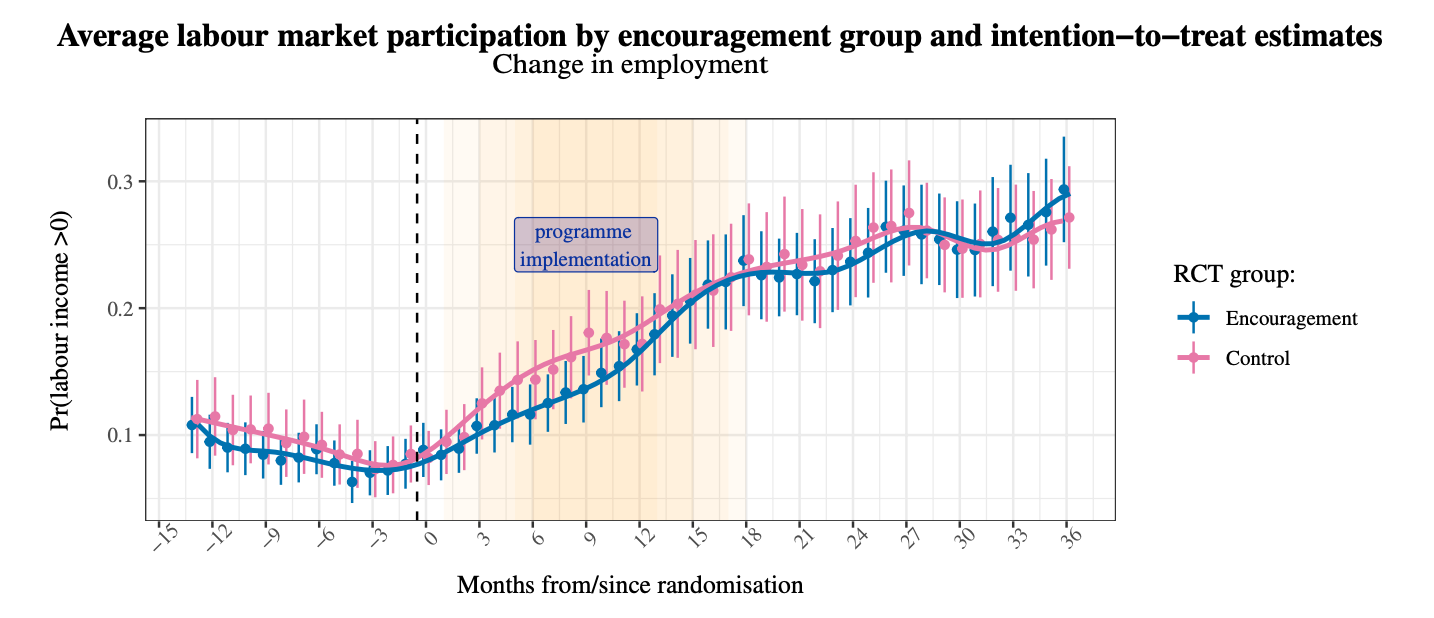 Average labour market participation by encouragement group and intention−to−treat estimates
Change in employment
Pr(labour income >0)
0.3
0.2
0.1
programme
implementation
−15
−12
−9
−6
−3
0
3
6
9
12
15
18
21
24
27
30
33
36
Months from/since randomisation
RCT group:
Encouragement
Control